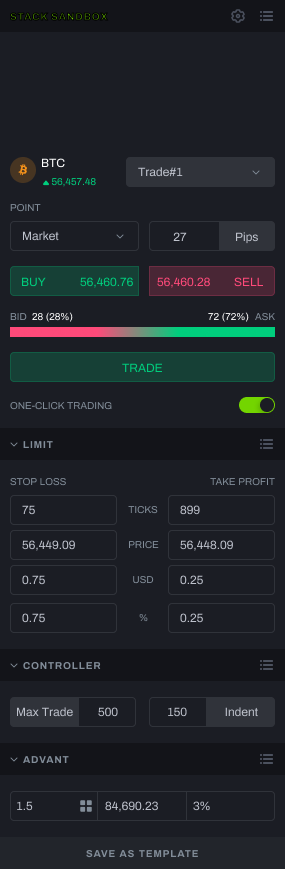 STACK SANDBOX
BTC
56,457.48
Trade#1
POINT
Market
27 Pips
BUY 56,460.76
56,460.28 SELL
BID 28 (28%) 72 (72%) ASK
TRADE
ONE-CLICK TRADING
LIMIT
STOP LOSS TAKE PROFIT
75 TICKS 899
56,449.09 PRICE 56,448.09
0.75 USD 0.25
0.75 % 0.25
CONTROLLER
Max Trade 500 150 Indent
ADVANT
1.5 84,690.23 3%
SAVE AS TEMPLATE